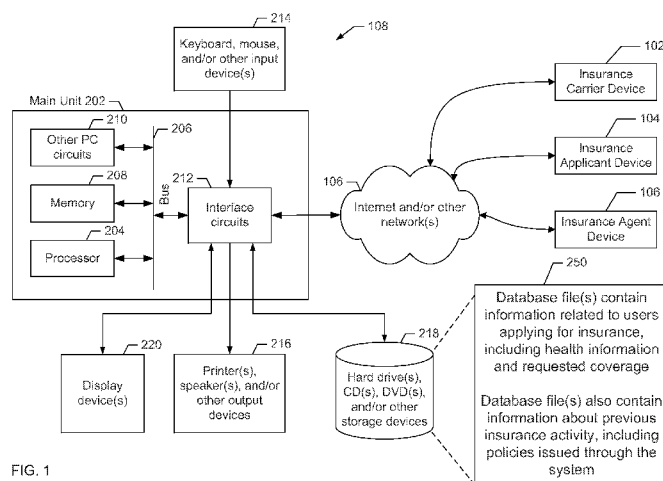 214
108
Keyboard, mouse,
and/or other input
device(s)
102
Insurance
Carrier Device
Main Unit 202
210
Other PC
circuits
206
208
Memory
204
Processor
Bus
212
Interface
circuits
106
Internet and/or other
network(s)
104
Insurance
Applicant Device
106
Insurance Agent
Device
250
Database file(s) contain
information related to users
applying for insurance,
including health information
and requested coverage
Database file(s) also contain
information about previous
insurance activity, including
policies issued through the
system
220
Display
device(s)
216
Printer(s),
speaker(s), and/or
other output
devices
218
Hard drive(s),
CD(s), DVD(s),
and/or other
storage devices
FIG. 1